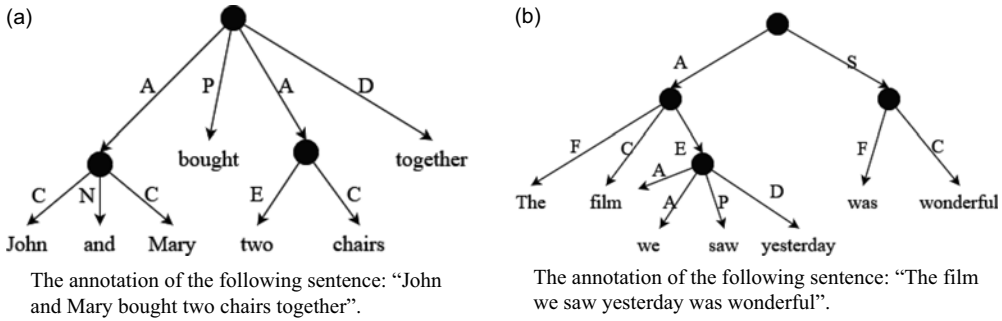 (a)
A P A D
bought together
C N C E C
John and Mary two chairs
The annotation of the following sentence: “John
and Mary bought two chairs together”.
(b)
A S
F C E F C
A A P D
The film was wonderful
we saw yesterday
The annotation of the following sentence: “The film
we saw yesterday was wonderful”.